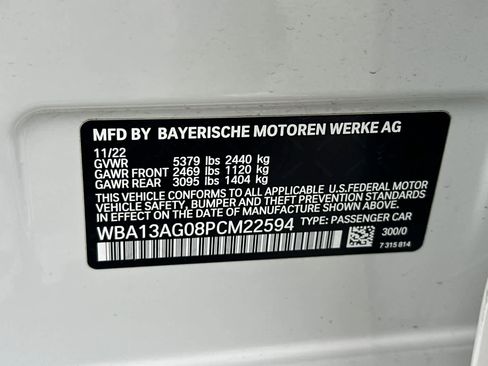 MFD BY BAYERISCHE MOTOREN WERKE AG
11/22
GVWR 5379 lbs 2440 kg
GAWR FRONT 2469 lbs 1120 kg
GAWR REAR 3095 lbs 1404 kg
THIS VEHICLE CONFORMS TO ALL APPLICABLE U.S.FEDERAL MOTOR
VEHICLE SAFETY, BUMPER, AND THEFT PREVENTION STANDARDS
IN EFFECT ON THE DATE OF MANUFACTURE SHOWN ABOVE.
WBA13AG08PCM22594 TYPE: PASSENGER CAR
300/0
7 315 814